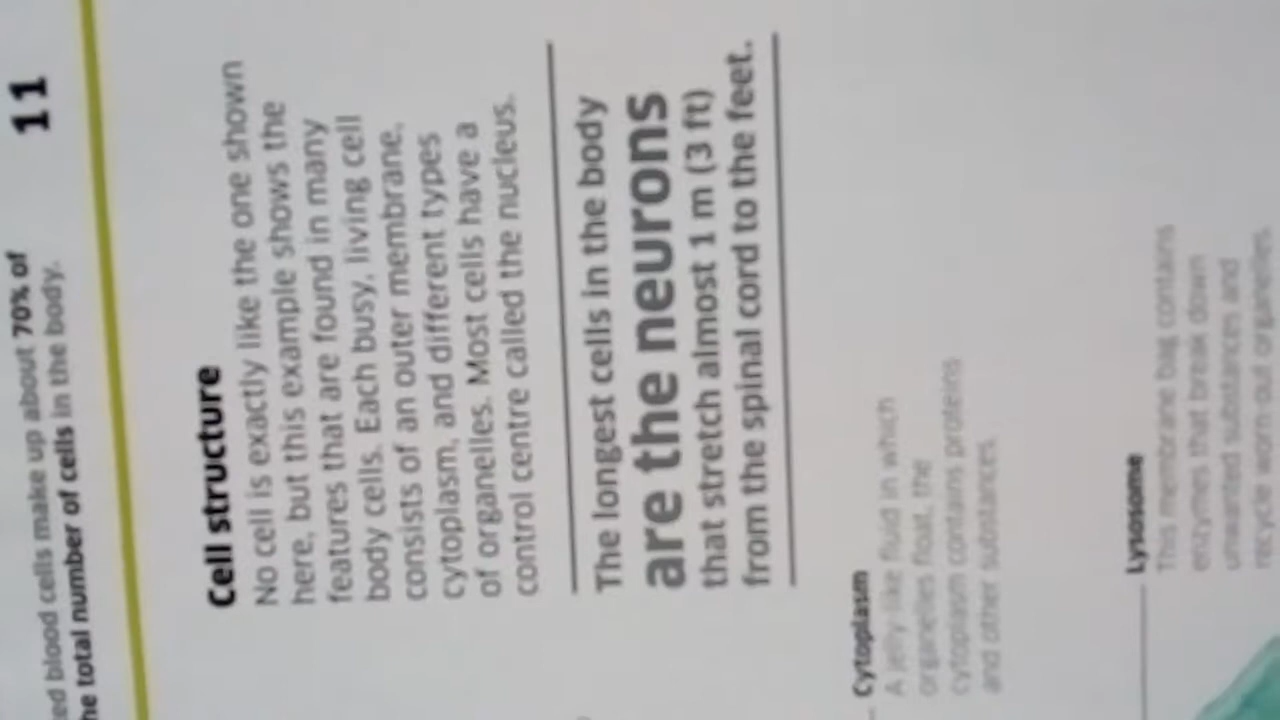 ed blood cells make up about 70% of
he total number of cells in the body.
11
Cell structure
No cell is exactly like the one shown
here, but this example shows the
features that are found in many
body cells. Each busy, living cell
consists of an outer membrane,
cytoplasm, and different types
of organelles. Most cells have a
control centre called the nucleus.
The longest cells in the body
are the neurons
that stretch almost 1 m (3 ft)
from the spinal cord to the feet.
Cytoplasm
A jelly-like fluid in which
organelles float, the
cytoplasm contains proteins
and other substances.
Lysosome
This membrane bag contains
enzymes that break down
unwanted substances and
recycle worn-out organelles.